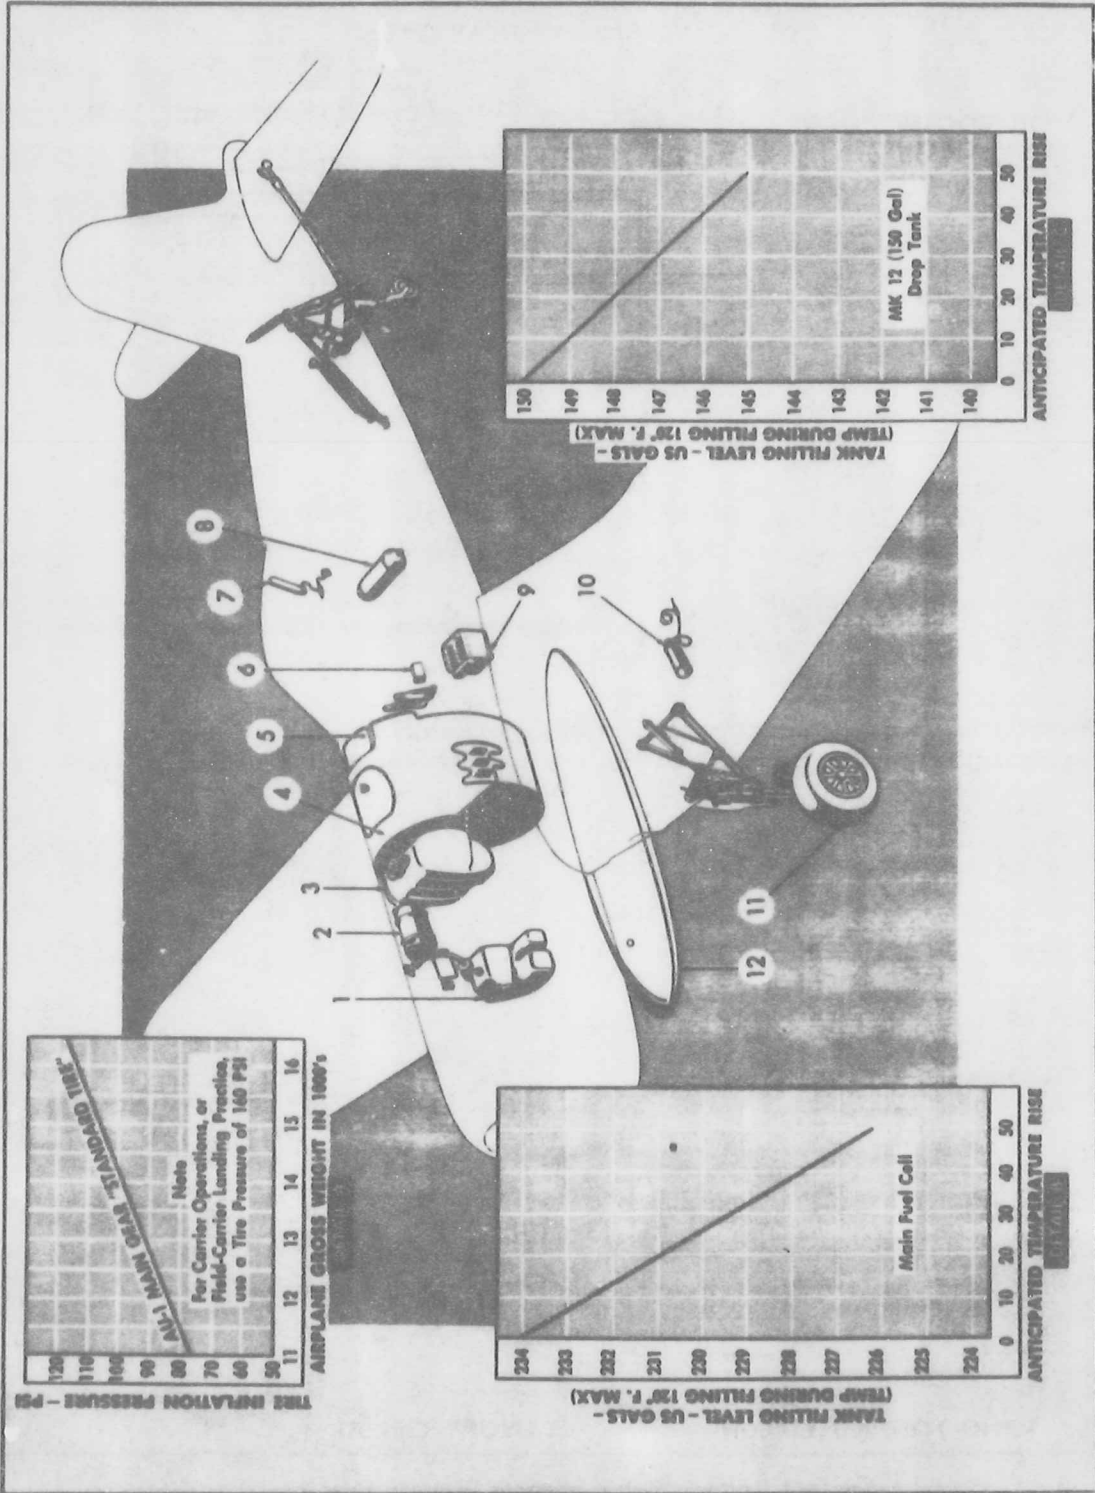 TIRE INFLATION PRESSURE - PSI
120
110
100
90
80
70
60
50
AU-1 MAIN GEAR "STANDARD TIRE"
Note
For Carrier Operations, or
Field-Carrier Landing Practice,
use a Tire Pressure of 160 PSI
11 12 13 14 15 16
AIRPLANE GROSS WEIGHT IN 1000's
1
2
3
4
5
6
7
8
9
10
11
12
TANK FILLING LEVEL - US GALS -
(TEMP DURING FILLING 120° F. MAX)
234
233
232
231
230
229
228
227
226
225
224
Main Fuel Cell
0 10 20 30 40 50
ANTICIPATED TEMPERATURE RISE
TANK FILLING LEVEL - US GALS -
(TEMP DURING FILLING 120° F. MAX)
150
149
148
147
146
145
144
143
142
141
140
MK 12 (150 Gal)
Drop Tank
0 10 20 30 40 50
ANTICIPATED TEMPERATURE RISE